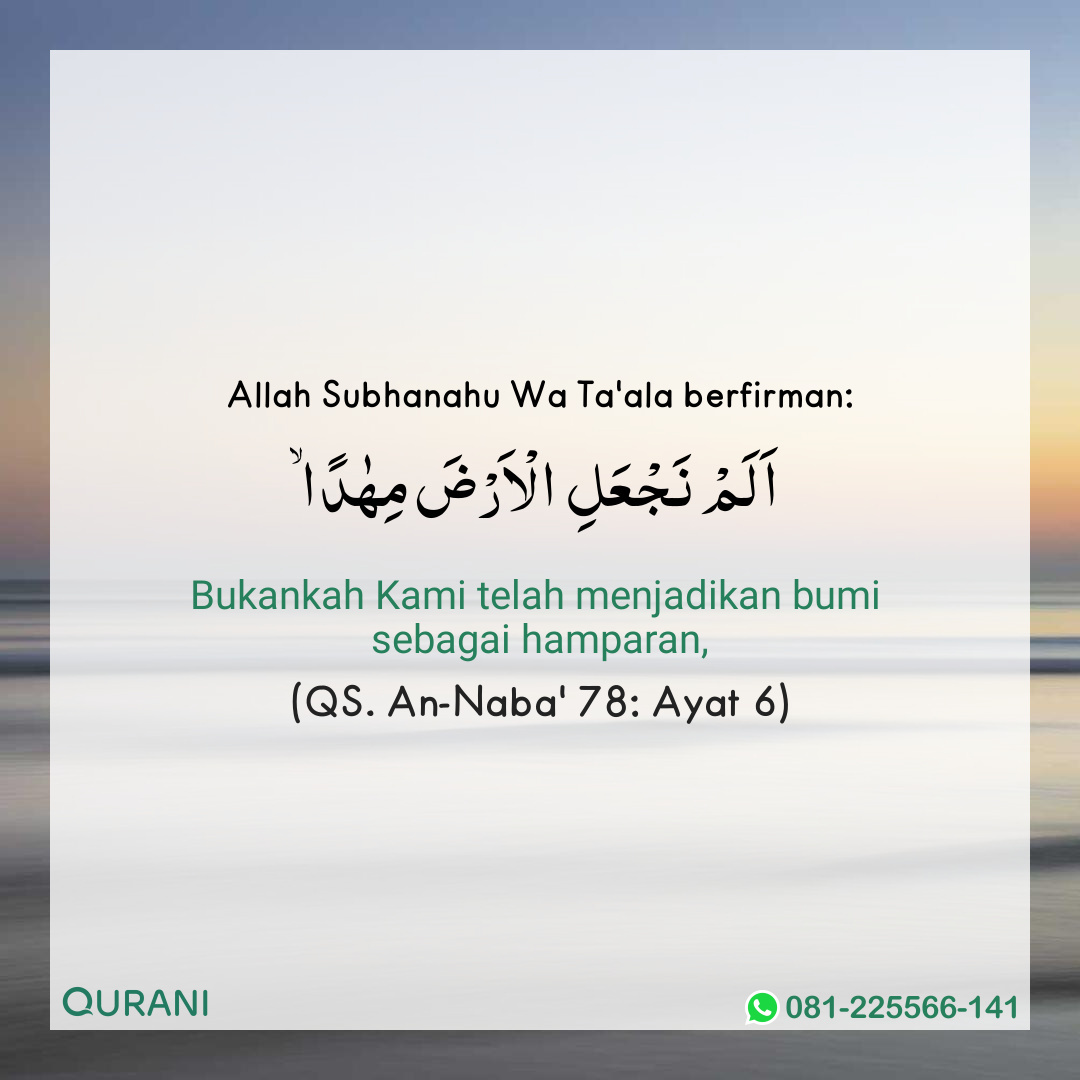 Allah Subhanahu Wa Ta'ala berfirman:
اَلَمْ نَجْعَلِ الْاَرْضَ مِهٰدًاۙ
Bukankah Kami telah menjadikan bumi
sebagai hamparan,
(QS. An-Naba' 78: Ayat 6)
QURANI
081-225566-141